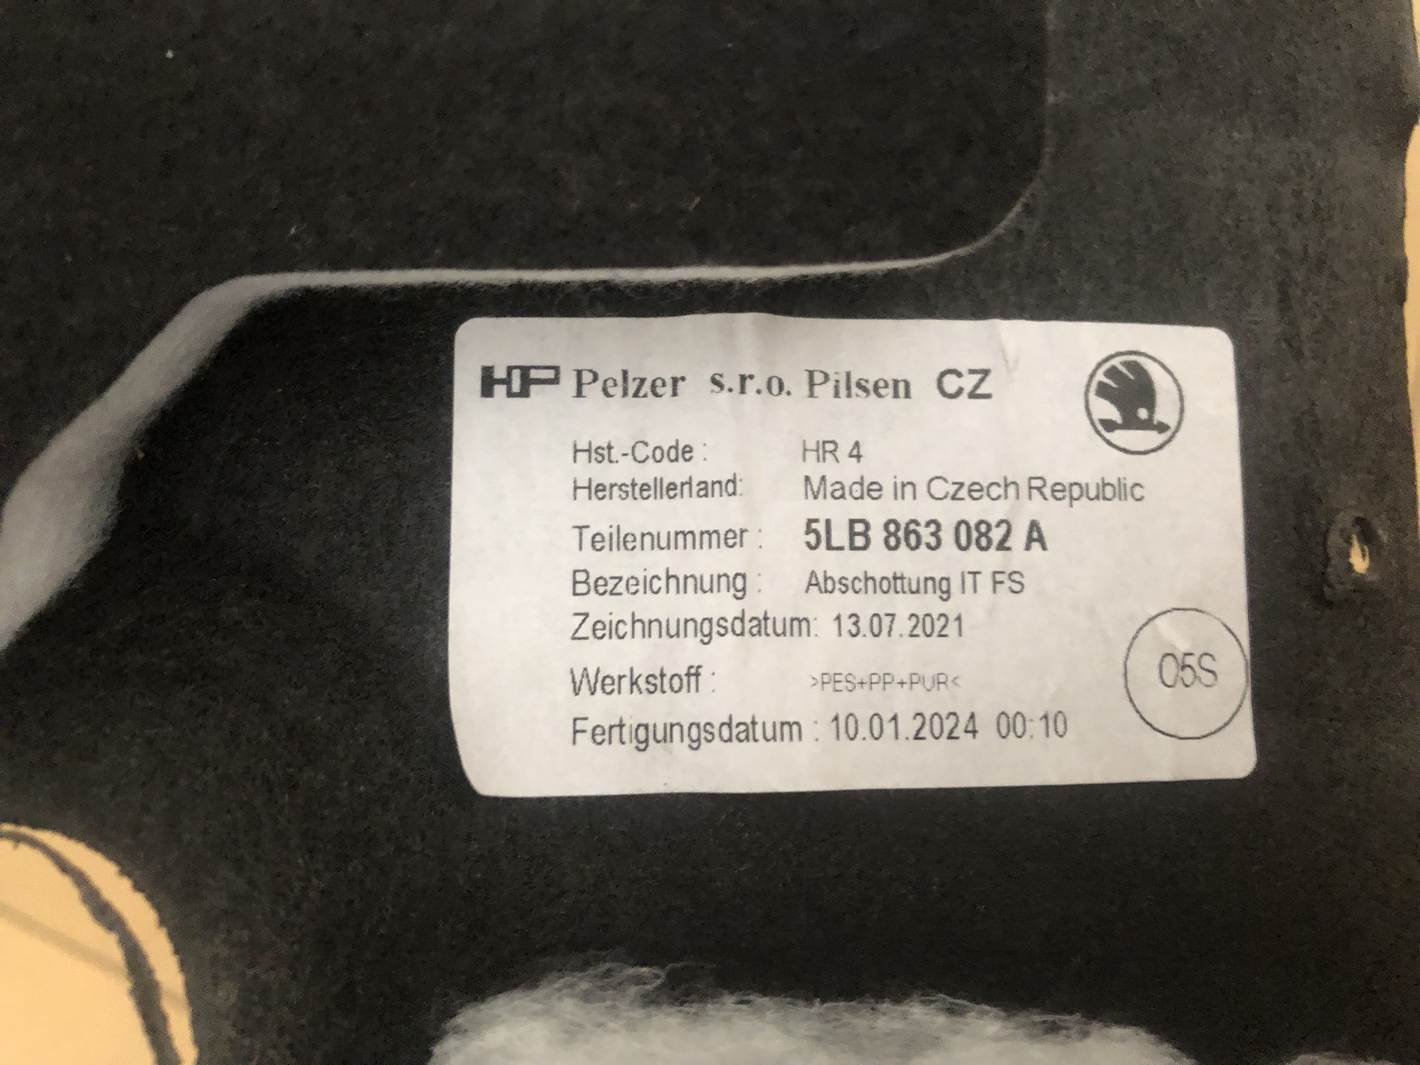 HP Pelzer s.r.o. Pilsen CZ
Hst.-Code : HR 4
Herstellerland: Made in Czech Republic
Teilenummer : 5LB 863 082 A
Bezeichnung : Abschottung IT FS
Zeichnungsdatum: 13.07.2021
05S
Werkstoff : >PES+PP+PUR<
Fertigungsdatum : 10.01.2024 00:10